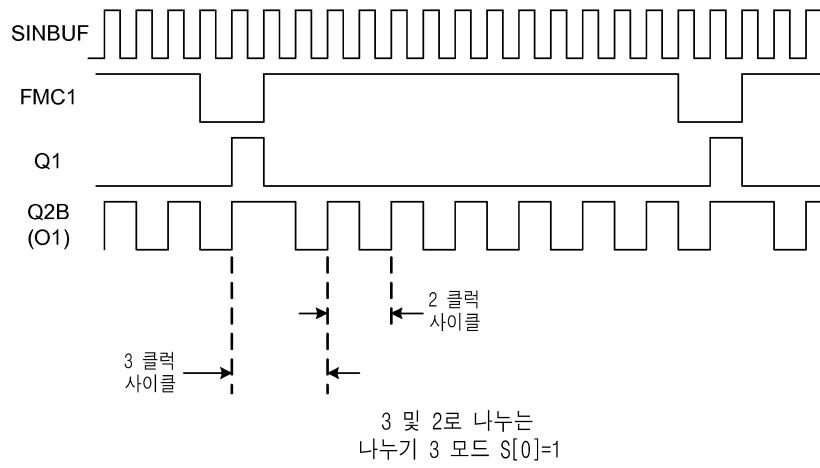 SINBUF
FMC1
Q1
Q2B
(O1)
2 클럭
사이클
3 클럭
사이클
3 및 2로 나누는
나누기 3 모드 S[0]=1